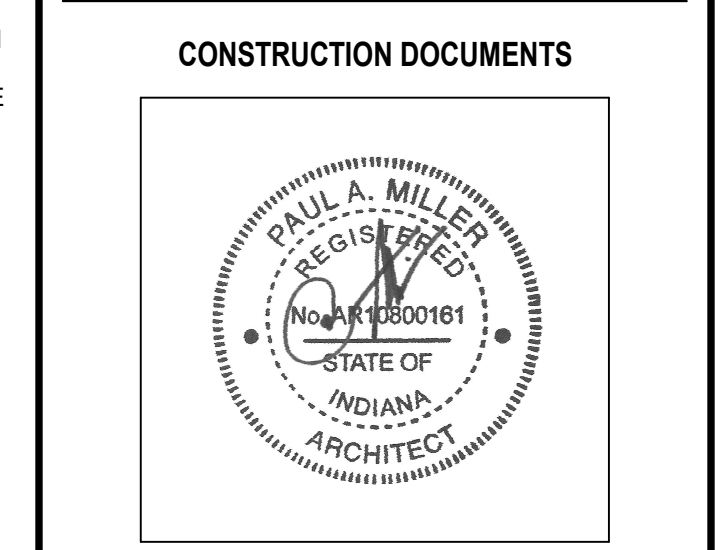 CONSTRUCTION DOCUMENTS
PAUL A. MILLER
REGISTERED
No. AR10800161
STATE OF
INDIANA
ARCHITECT